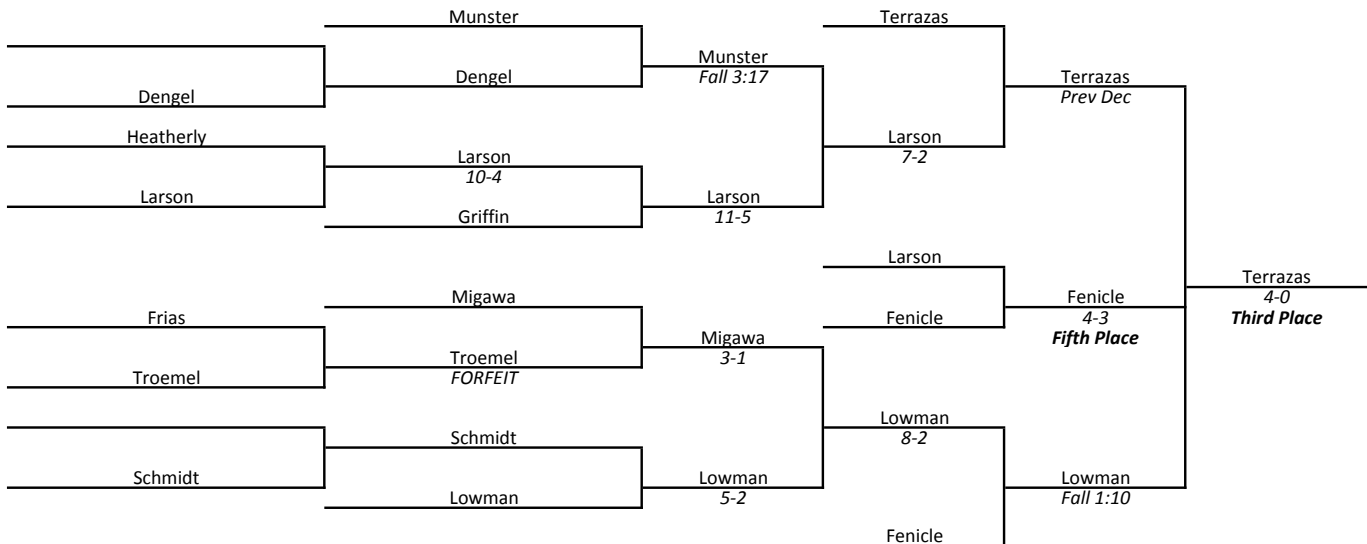 Munster
Terrazas
Munster
Fall 3:17
Dengel
Terrazas
Prev Dec
Dengel
Heatherly
Larson
7-2
Larson
10-4
Larson
Larson
11-5
Griffin
Larson
Terrazas
4-0
Third Place
Migawa
Fenicle
4-3
Fifth Place
Frias
Fenicle
Migawa
3-1
Troemel
FORFEIT
Troemel
Lowman
8-2
Schmidt
Schmidt
Lowman
5-2
Lowman
Fall 1:10
Lowman
Fenicle